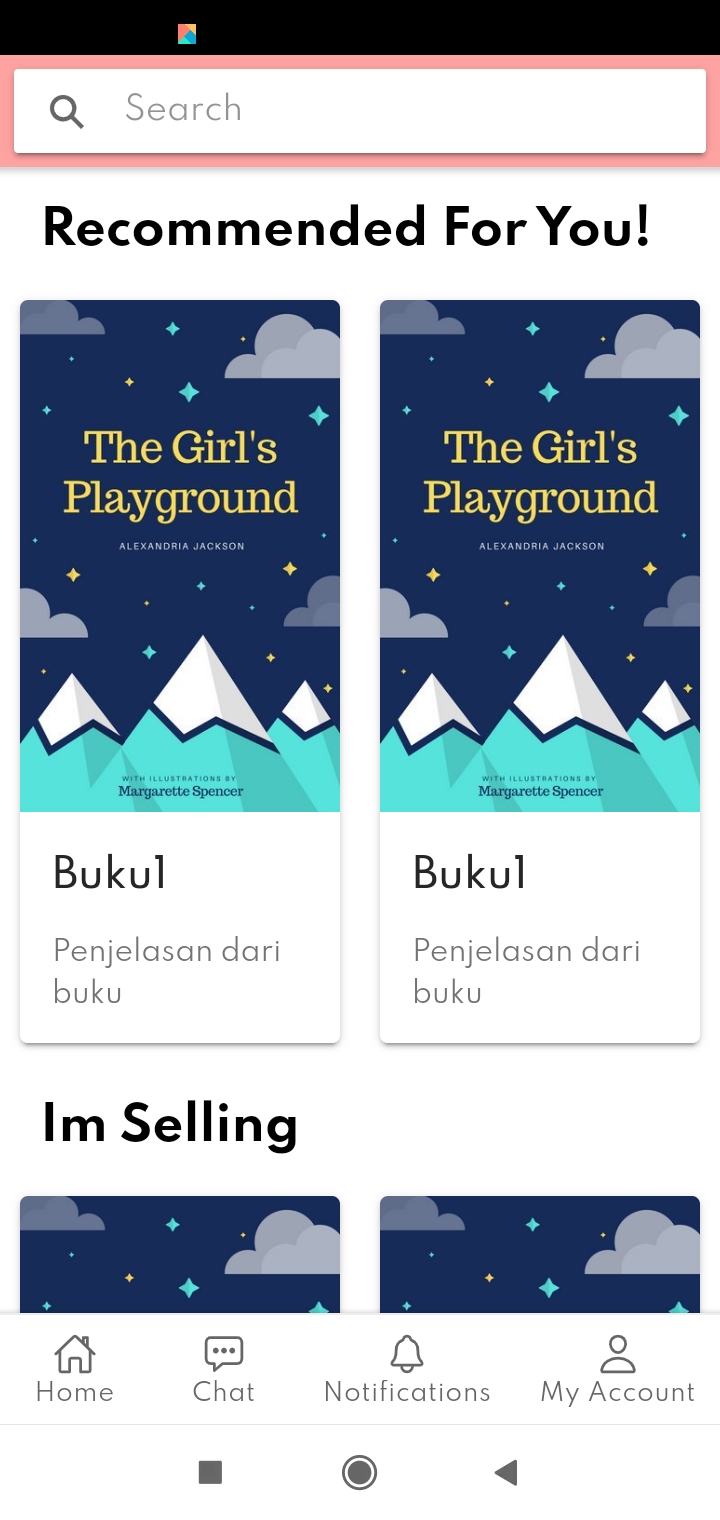 Search
Recommended For You!
The Girl's
Playground
ALEXANDRIA JACKSON
WITH ILLUSTRATIONS BY
Margarette Spencer
Buku1
Penjelasan dari
buku
The Girl's
Playground
ALEXANDRIA JACKSON
WITH ILLUSTRATIONS BY
Margarette Spencer
Buku1
Penjelasan dari
buku
Im Selling
Home
Chat
Notifications
My Account